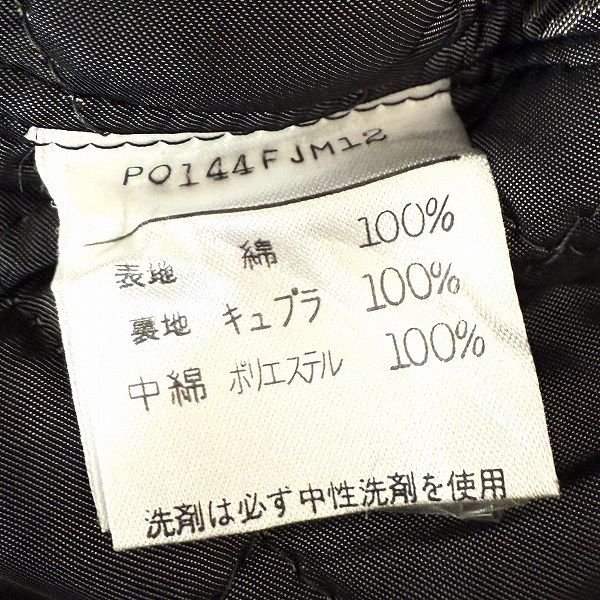 PO144FJM12
表地 綿 100%
裏地 キュプラ 100%
中綿 ポリエステル 100%
洗剤は必ず中性洗剤を使用